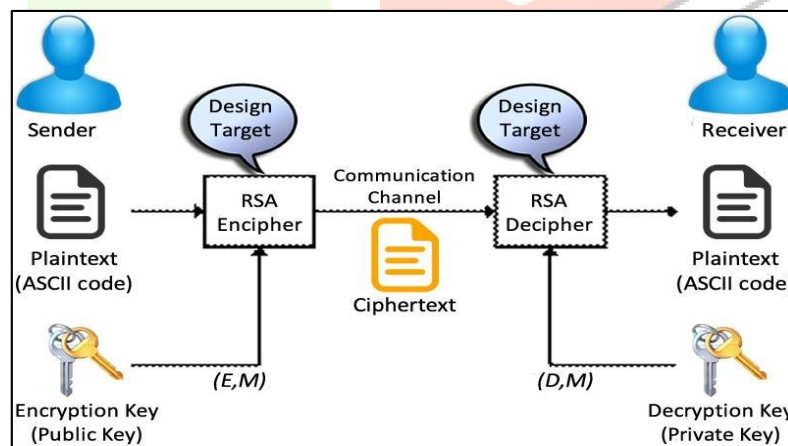 Sender
Design
Target
Design
Target
Receiver
RSA
Encipher
Communication
Channel
RSA
Decipher
Plaintext
(ASCII code)
Ciphertext
Plaintext
(ASCII code)
(E,M)
(D,M)
Encryption Key
(Public Key)
Decryption Key
(Private Key)